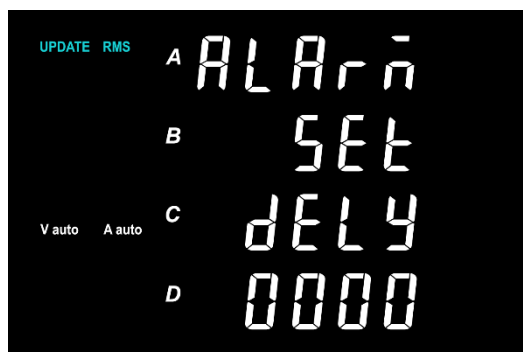 UPDATE RMS A ALArm
B SEt
V auto A auto C dELY
D 0000